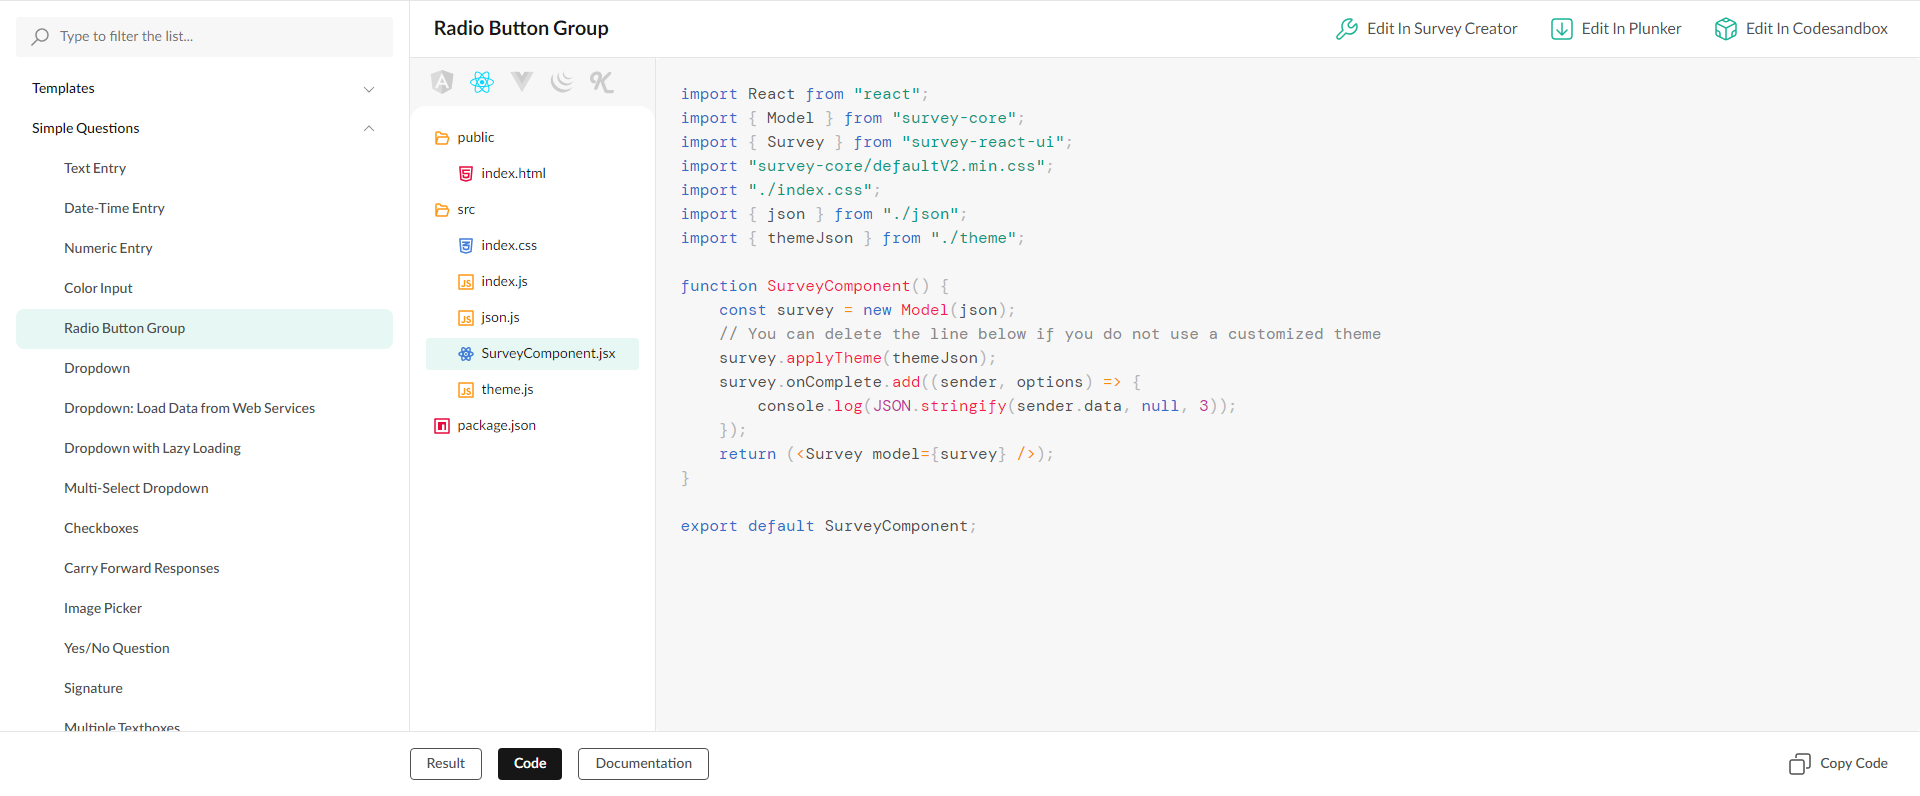 Type to filter the list...
Templates
Simple Questions
Text Entry
Date-Time Entry
Numeric Entry
Color Input
Radio Button Group
Dropdown
Dropdown: Load Data from Web Services
Dropdown with Lazy Loading
Multi-Select Dropdown
Checkboxes
Carry Forward Responses
Image Picker
Yes/No Question
Signature
Multiple Textboxes
Radio Button Group
Edit In Survey Creator
Edit In Plunker
Edit In Codesandbox
public
index.html
src
index.css
index.js
json.js
SurveyComponent.jsx
theme.js
package.json
import React from "react";
import { Model } from "survey-core";
import { Survey } from "survey-react-ui";
import "survey-core/defaultV2.min.css";
import "./index.css";
import { json } from "./json";
import { themeJson } from "./theme";
function SurveyComponent() {
    const survey = new Model(json);
    // You can delete the line below if you do not use a customized theme
    survey.applyTheme(themeJson);
    survey.onComplete.add((sender, options) => {
        console.log(JSON.stringify(sender.data, null, 3));
    });
    return (<Survey model={survey} />);
}
export default SurveyComponent;
Result
Code
Documentation
Copy Code